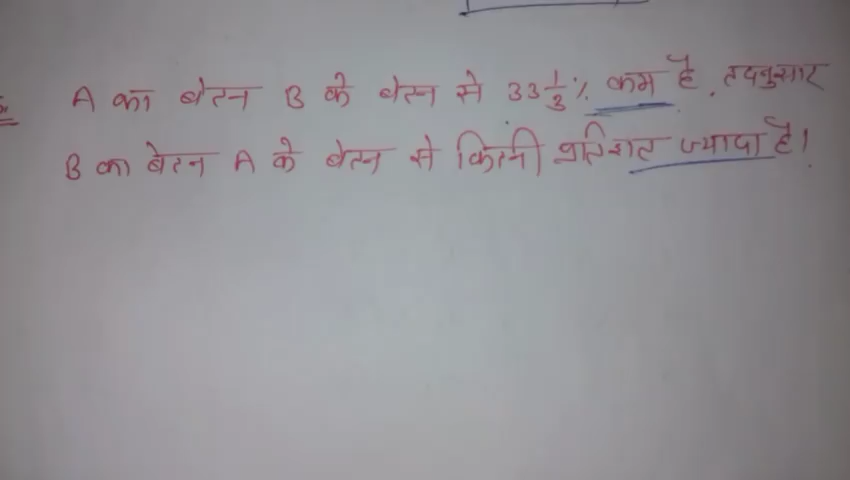 A का वेतन B के वेतन से 33 1/3 % कम है, तदनुसार
B का वेतन A के वेतन से कितनी प्रतिशत ज्यादा है।